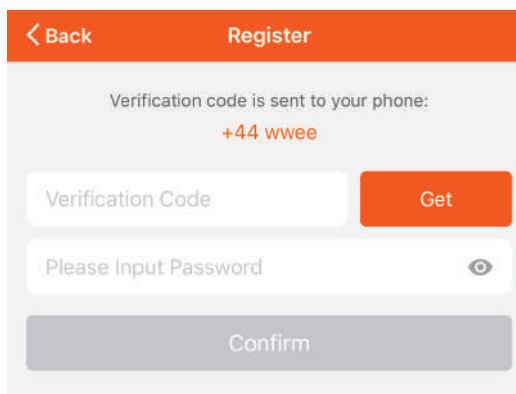 Back
Register
Verification code is sent to your phone:
+44 wwee
Verification Code
Get
Please Input Password
Confirm